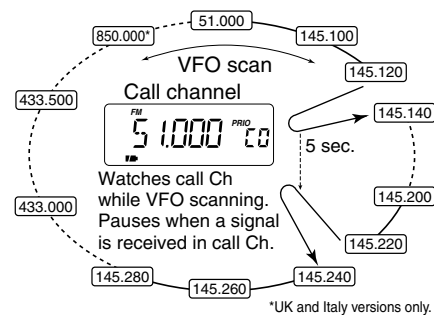 51.000
850.000*
145.100
VFO scan
145.120
Call channel
433.500
FM
51.000
PRIO
C0
145.140
5 sec.
Watches call Ch
while VFO scanning.
Pauses when a signal
is received in call Ch.
433.000
145.200
145.220
145.280
145.240
145.260
*UK and Italy versions only.